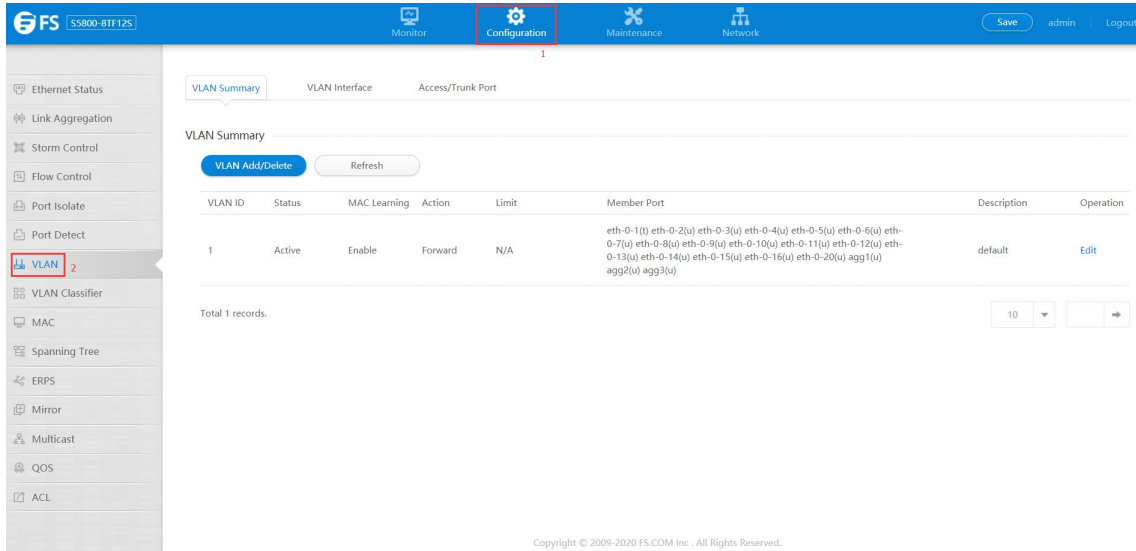 FS S5800-8TF12S
Monitor
Configuration
Maintenance
Network
Save
admin
Logout
1
Ethernet Status
Link Aggregation
Storm Control
Flow Control
Port Isolate
Port Detect
VLAN 2
VLAN Classifier
MAC
Spanning Tree
ERPS
Mirror
Multicast
QOS
ACL
VLAN Summary VLAN Interface Access/Trunk Port
VLAN Summary
VLAN Add/Delete Refresh
VLAN ID Status MAC Learning Action Limit Member Port Description Operation
1 Active Enable Forward N/A
eth-0-1(t) eth-0-2(u) eth-0-3(u) eth-0-4(u) eth-0-5(u) eth-0-6(u) eth-
0-7(u) eth-0-8(u) eth-0-9(u) eth-0-10(u) eth-0-11(u) eth-0-12(u) eth-
0-13(u) eth-0-14(u) eth-0-15(u) eth-0-16(u) eth-0-20(u) agg1(u)
agg2(u) agg3(u)
default Edit
Total 1 records.
10
Copyright © 2009-2020 FS.COM Inc . All Rights Reserved.